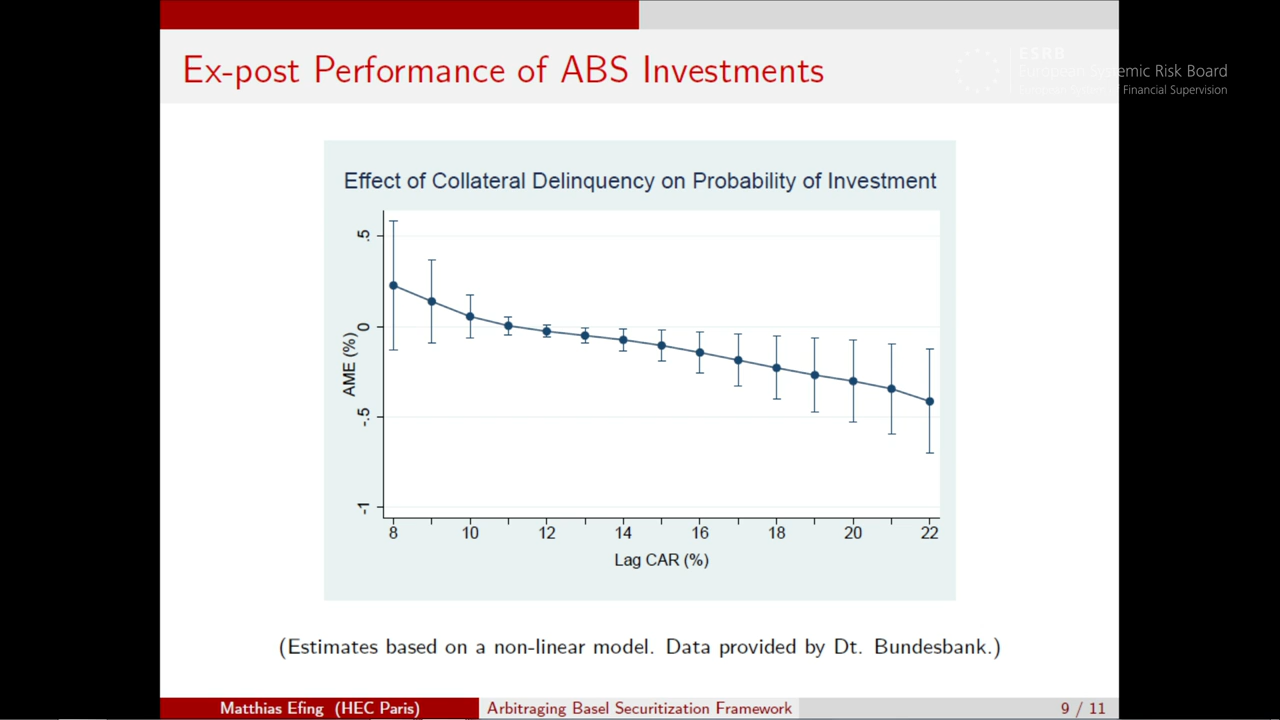 Ex-post Performance of ABS Investments
ESRB
European Systemic Risk Board
Financial Supervision
Effect of Collateral Delinquency on Probability of Investment
.5
0
-.5
-1
AME (%)
8 10 12 14 16 18 20 22
Lag CAR (%)
(Estimates based on a non-linear model. Data provided by Dt. Bundesbank.)
Matthias Efing (HEC Paris)
Arbitraging Basel Securitization Framework
9 / 11